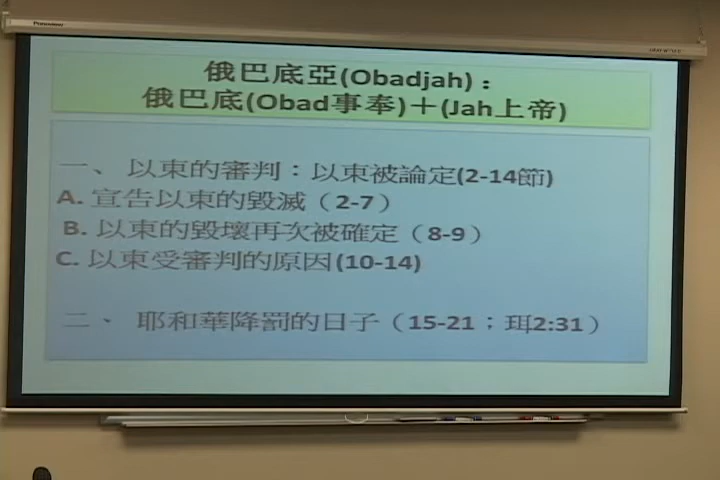 俄巴底亞(Obadjah)：
俄巴底(Obad事奉)＋(Jah上帝)
一、 以東的審判：以東被論定(2-14節)
A. 宣告以東的毀滅（2-7）
B. 以東的毀壞再次被確定（8-9）
C. 以東受審判的原因(10-14)
二、 耶和華降罰的日子（15-21；珥2:31）